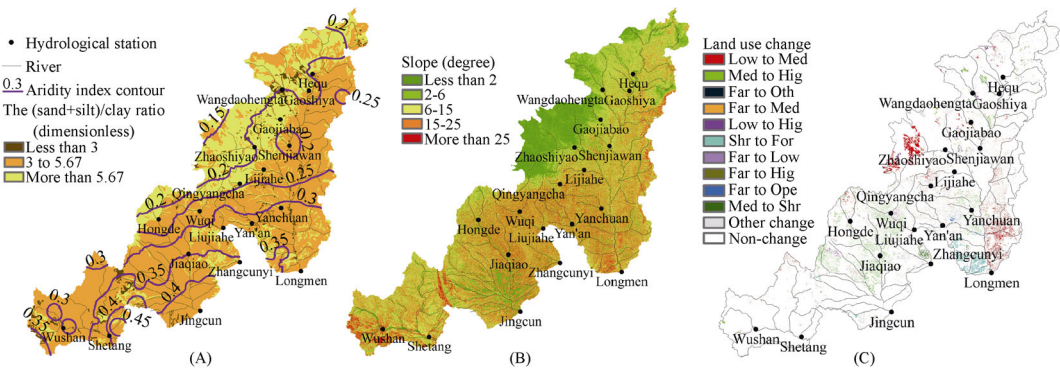 0.2
Hydrological station
River
0.3 Aridity index contour
The (sand+silt)/clay ratio
(dimensionless)
Less than 3
3 to 5.67
More than 5.67
Hequ
0.25
Wangdaohengta
Gaoshiya
0.15
Gaojiabao
0.2
Zhaoshiyao
Shenjiawan
0.2
Lijiahe
0.25
Qingyangcha
0.2
0.3
Wuqi
Yanchuan
Hongde
Liujiahe
Yan'an
0.35
0.3
0.35
Jiaqiao
Zhangcunyi
0.4
Longmen
0.3
0.4
0.35
0.45
Jingcun
Wushan
Shetang
(A)
Slope (degree)
Less than 2
2-6
6-15
15-25
More than 25
Hequ
Wangdaohengta
Gaoshiya
Gaojiabao
Zhaoshiyao
Shenjiawan
Lijiahe
Qingyangcha
Wuqi
Yanchuan
Hongde
Liujiahe
Yan'an
Jiaqiao
Zhangcunyi
Longmen
Jingcun
Wushan
Shetang
(B)
Land use change
Low to Med
Med to Hig
Far to Oth
Far to Med
Low to Hig
Shr to For
Far to Low
Far to Hig
Far to Ope
Med to Shr
Other change
Non-change
Hequ
Wangdaohengta
Gaoshiya
Gaojiabao
Zhaoshiyao
Shenjiawan
Lijiahe
Qingyangcha
Wuqi
Yanchuan
Hongde
Liujiahe
Yan'an
Jiaqiao
Zhangcunyi
Longmen
Jingcun
Wushan
Shetang
(C)